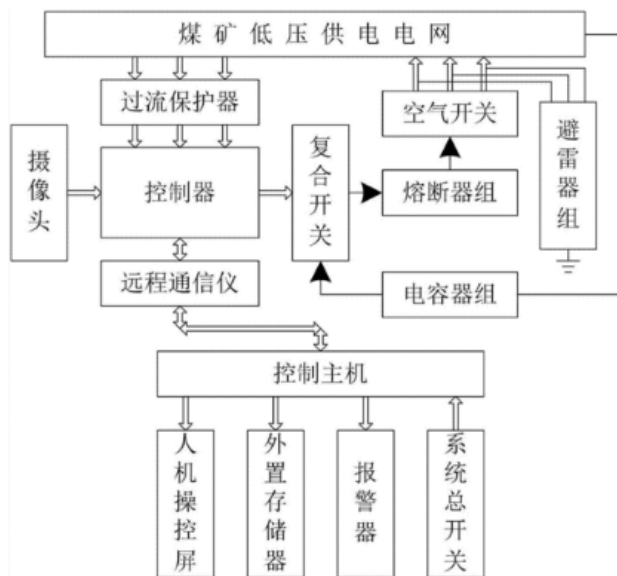 煤矿低压供电电网
过流保护器
空气开关
避雷器组
摄像头
控制器
复合开关
熔断器组
远程通信仪
电容器组
控制主机
人机操控屏
外置存储器
报警器
系统总开关